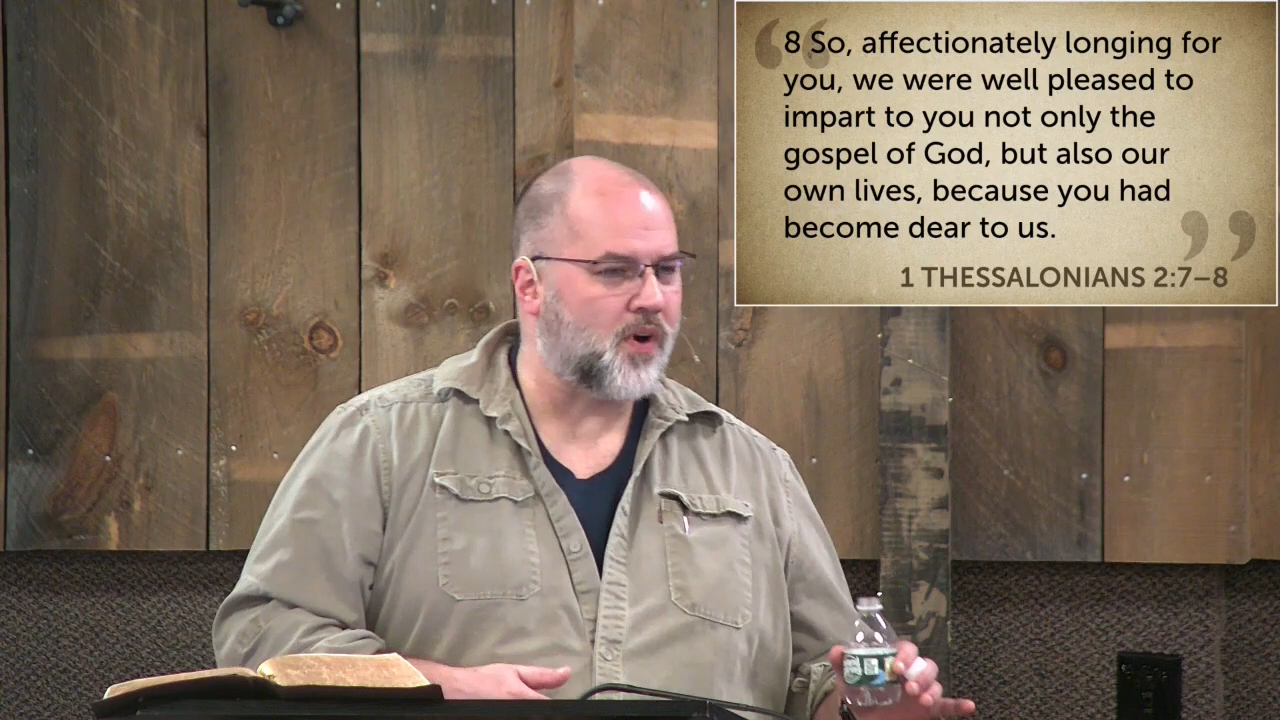 8 So, affectionately longing for
you, we were well pleased to
impart to you not only the
gospel of God, but also our
own lives, because you had
become dear to us.
1 THESSALONIANS 2:7–8